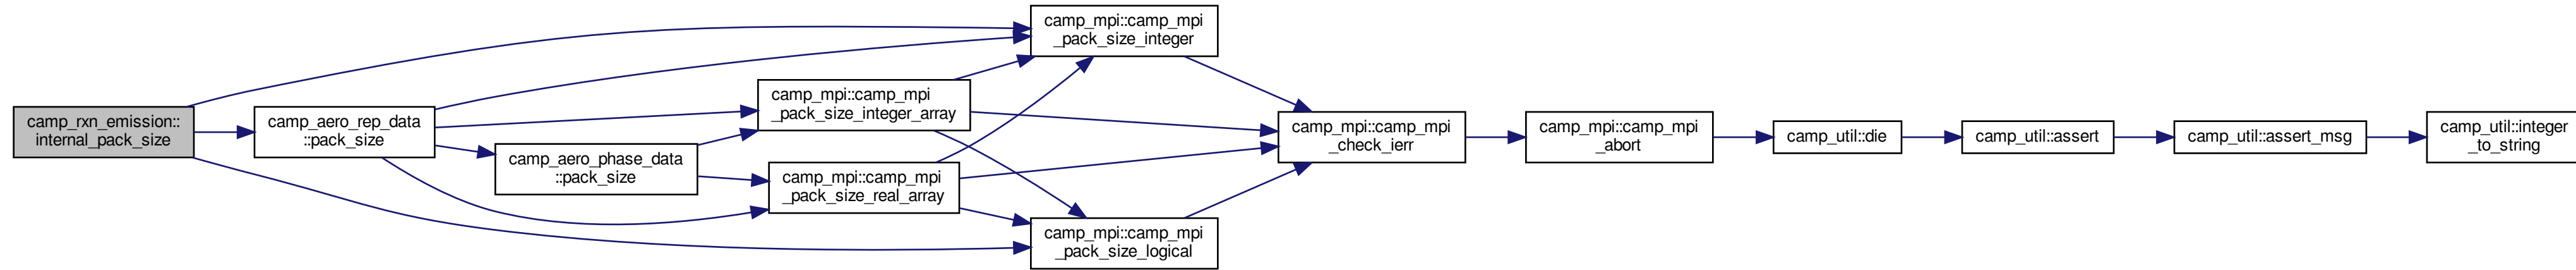 camp_rxn_emission::
internal_pack_size
camp_aero_rep_data
::pack_size
camp_aero_phase_data
::pack_size
camp_mpi::camp_mpi
_pack_size_integer_array
camp_mpi::camp_mpi
_pack_size_real_array
camp_mpi::camp_mpi
_pack_size_integer
camp_mpi::camp_mpi
_pack_size_logical
camp_mpi::camp_mpi
_check_ierr
camp_mpi::camp_mpi
_abort
camp_util::die
camp_util::assert
camp_util::assert_msg
camp_util::integer
_to_string